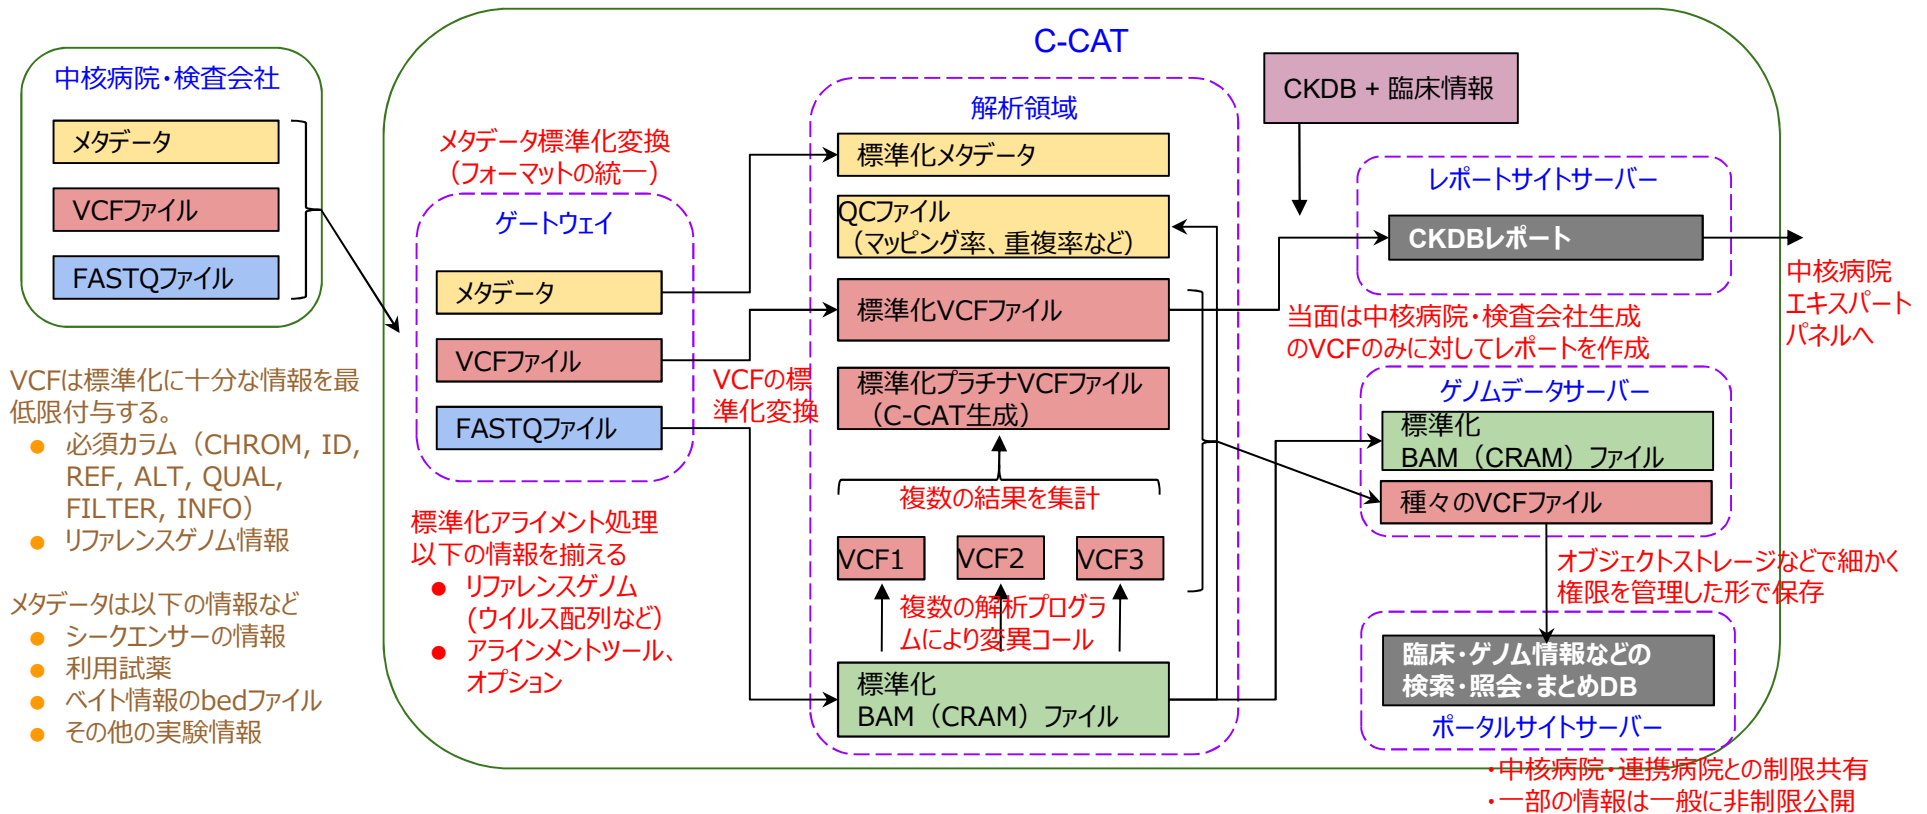 C-CAT
中核病院・検査会社
メタデータ
VCFファイル
FASTQファイル
VCFは標準化に十分な情報を最
低限付与する。
● 必須カラム（CHROM, ID,
REF, ALT, QUAL,
FILTER, INFO）
● リファレンスゲノム情報
メタデータは以下の情報など
● シークエンサーの情報
● 利用試薬
● ベイト情報のbedファイル
● その他の実験情報
メタデータ標準化変換
（フォーマットの統一）
ゲートウェイ
メタデータ
VCFファイル
FASTQファイル
VCFの標
準化変換
標準化アライメント処理
以下の情報を揃える
● リファレンスゲノム
(ウイルス配列など）
● アラインメントツール、
オプション
解析領域
標準化メタデータ
QCファイル
（マッピング率、重複率など）
標準化VCFファイル
標準化プラチナVCFファイル
（C-CAT生成）
複数の結果を集計
VCF1
VCF2
VCF3
複数の解析プログラ
ムにより変異コール
標準化
BAM（CRAM）ファイル
CKDB + 臨床情報
レポートサイトサーバー
CKDBレポート
中核病院
エキスパート
パネルへ
当面は中核病院・検査会社生成
のVCFのみに対してレポートを作成
ゲノムデータサーバー
標準化
BAM（CRAM）ファイル
種々のVCFファイル
オブジェクトストレージなどで細かく
権限を管理した形で保存
臨床・ゲノム情報などの
検索・照会・まとめDB
ポータルサイトサーバー
・中核病院・連携病院との制限共有
・一部の情報は一般に非制限公開